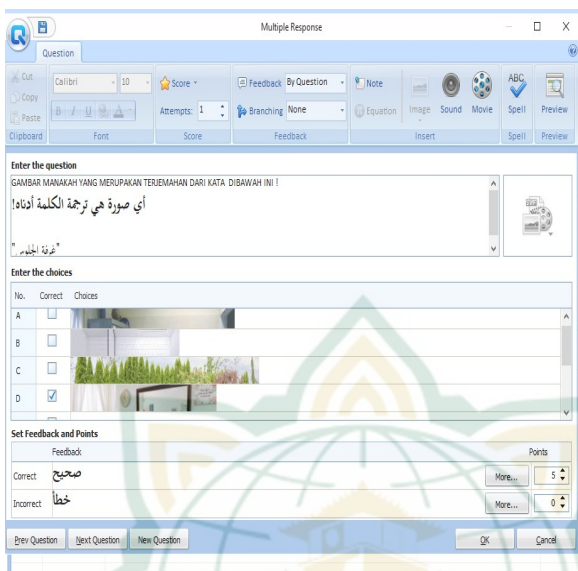 Multiple Response
Question
Cut
Copy
Paste
Clipboard
Calibri 10
B I U A
Font
Score
Attempts: 1
Score
Feedback By Question
Branching None
Feedback
Note
Equation
Image
Sound
Movie
Insert
ABC
Spell
Spell
Preview
Preview
Enter the question
GAMBAR MANAKAH YANG MERUPAKAN TERJEMAHAN DARI KATA DIBAWAH INI !
أي صورة هي ترجمة الكلمة أدناه!
"غرفة الجلوس"
Enter the choices
No. Correct Choices
A
B
C
D
Set Feedback and Points
Feedback Points
Correct صحيح More... 5
Incorrect خطأ More... 0
Prev Question Next Question New Question OK Cancel